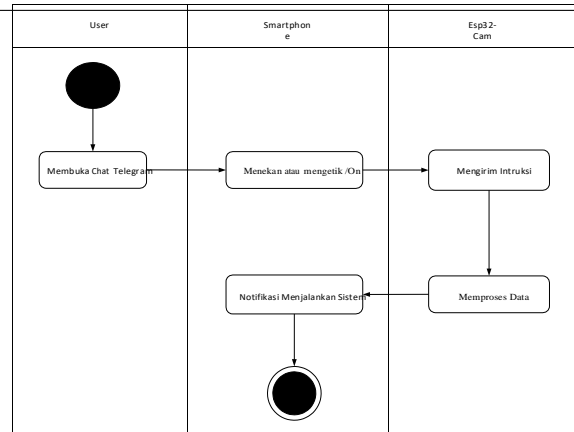 User
Smartphon
e
Esp32-
Cam
Membuka Chat Telegram
Menekan atau mengetik /On
Mengirim Intruksi
Notifikasi Menjalankan Sistem
Memproses Data